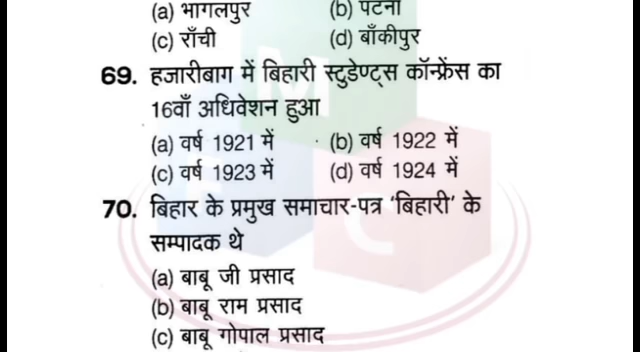 (a) भागलपुर (b) पटना
(c) राँची (d) बाँकीपुर
69. हजारीबाग में बिहारी स्टुडेण्ट्स कॉन्फ्रेंस का
16वाँ अधिवेशन हुआ
(a) वर्ष 1921 में (b) वर्ष 1922 में
(c) वर्ष 1923 में (d) वर्ष 1924 में
70. बिहार के प्रमुख समाचार-पत्र 'बिहारी' के
सम्पादक थे
(a) बाबू जी प्रसाद
(b) बाबू राम प्रसाद
(c) बाबू गोपाल प्रसाद
M
F
C